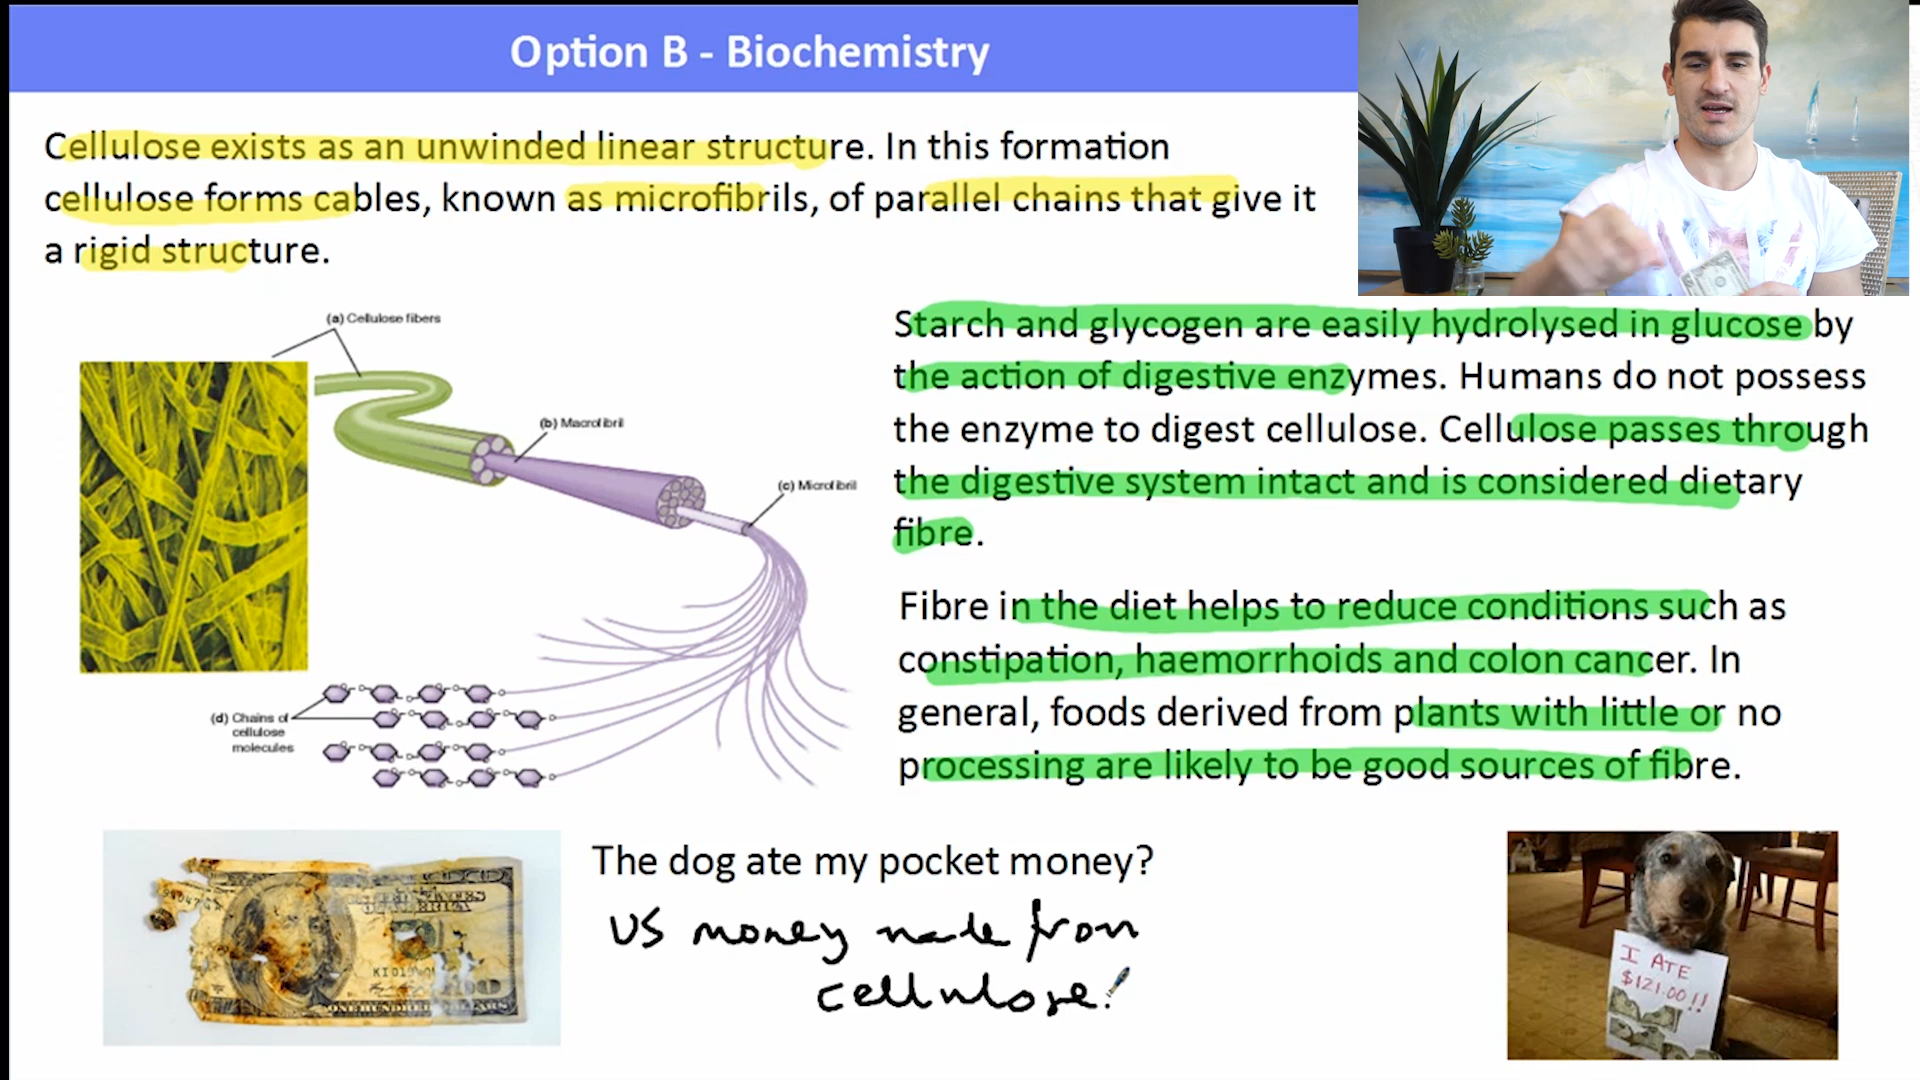 Option B - Biochemistry
Cellulose exists as an unwinded linear structure. In this formation
cellulose forms cables, known as microfibrils, of parallel chains that give it
a rigid structure.
(a) Cellulose fibers
(b) Macrofibril
(c) Microfibril
(d) Chains of
cellulose
molecules
Starch and glycogen are easily hydrolysed in glucose by
the action of digestive enzymes. Humans do not possess
the enzyme to digest cellulose. Cellulose passes through
the digestive system intact and is considered dietary
fibre.
Fibre in the diet helps to reduce conditions such as
constipation, haemorrhoids and colon cancer. In
general, foods derived from plants with little or no
processing are likely to be good sources of fibre.
The dog ate my pocket money?
US money made from
cellulose.
I ATE
$121.00!!